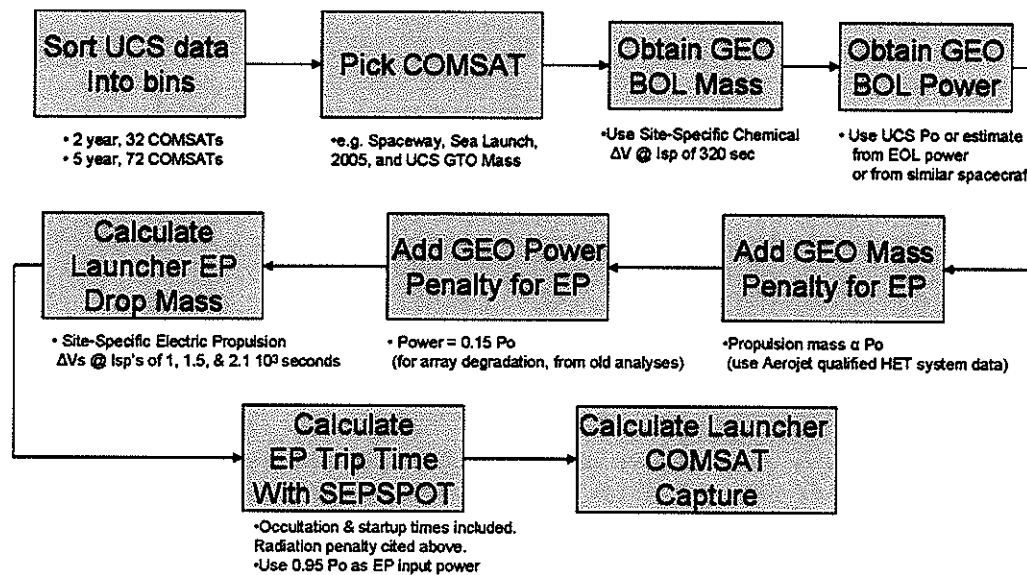 Sort UCS data
Into bins
• 2 year, 32 COMSATs
• 5 year, 72 COMSATs
Pick COMSAT
•e.g. Spaceway, Sea Launch,
2005, and UCS GTO Mass
Obtain GEO
BOL Mass
•Use Site-Specific Chemical
ΔV @ Isp of 320 sec
Obtain GEO
BOL Power
• Use UCS Po or estimate
from EOL power
or from similar spacecraf
Add GEO Mass
Penalty for EP
•Propulsion mass α Po
(use Aerojet qualified HET system data)
Add GEO Power
Penalty for EP
• Power = 0.15 Po
(for array degradation, from old analyses)
Calculate
Launcher EP
Drop Mass
• Site-Specific Electric Propulsion
ΔVs @ Isp's of 1, 1.5, & 2.1 10³ seconds
Calculate
EP Trip Time
With SEPSPOT
•Occultation & startup times included.
Radiation penalty cited above.
•Use 0.95 Po as EP input power
Calculate Launcher
COMSAT
Capture